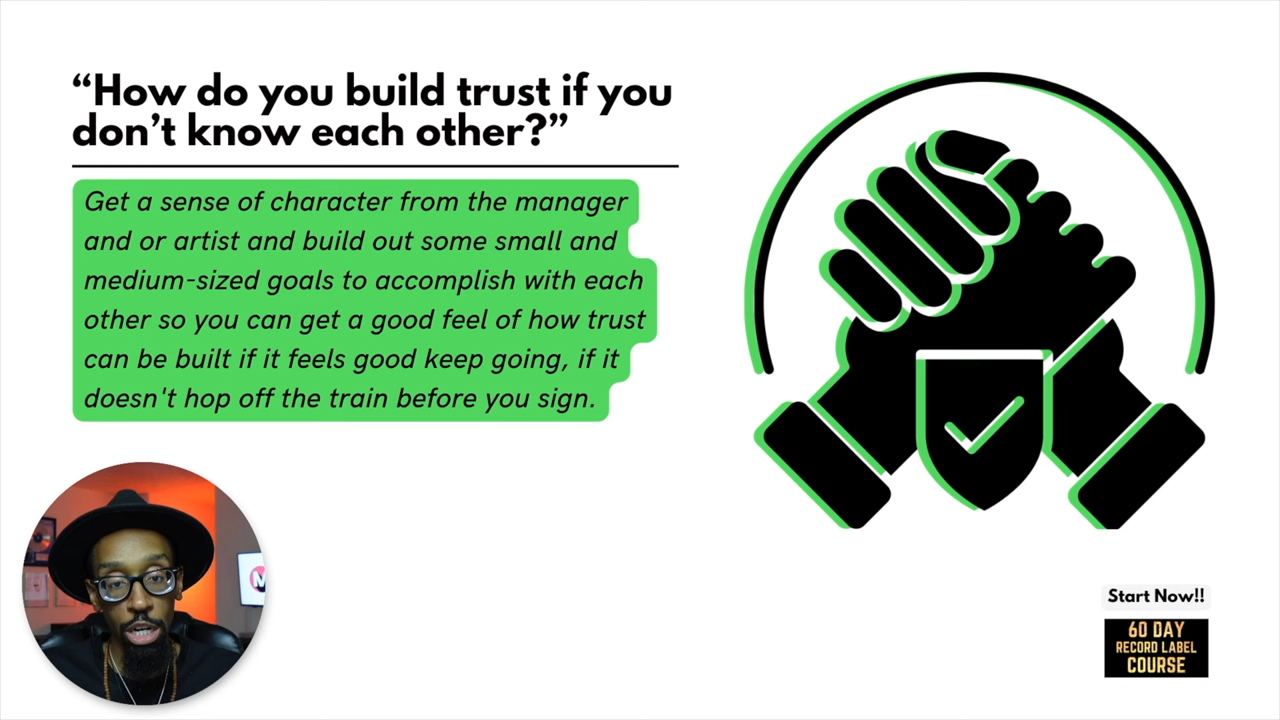 “How do you build trust if you
don’t know each other?”
Get a sense of character from the manager
and or artist and build out some small and
medium-sized goals to accomplish with each
other so you can get a good feel of how trust
can be built if it feels good keep going, if it
doesn't hop off the train before you sign.
M
Start Now!!
60 DAY
RECORD LABEL
COURSE